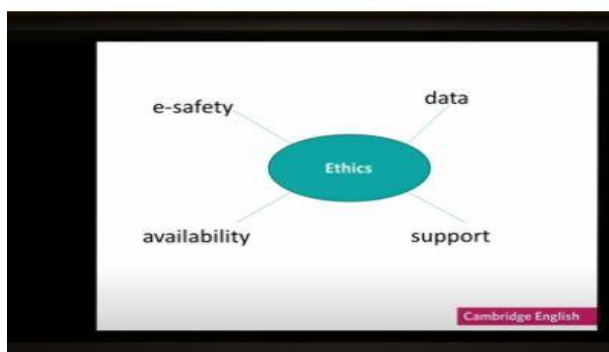 e-safety
data
Ethics
availability
support
Cambridge English